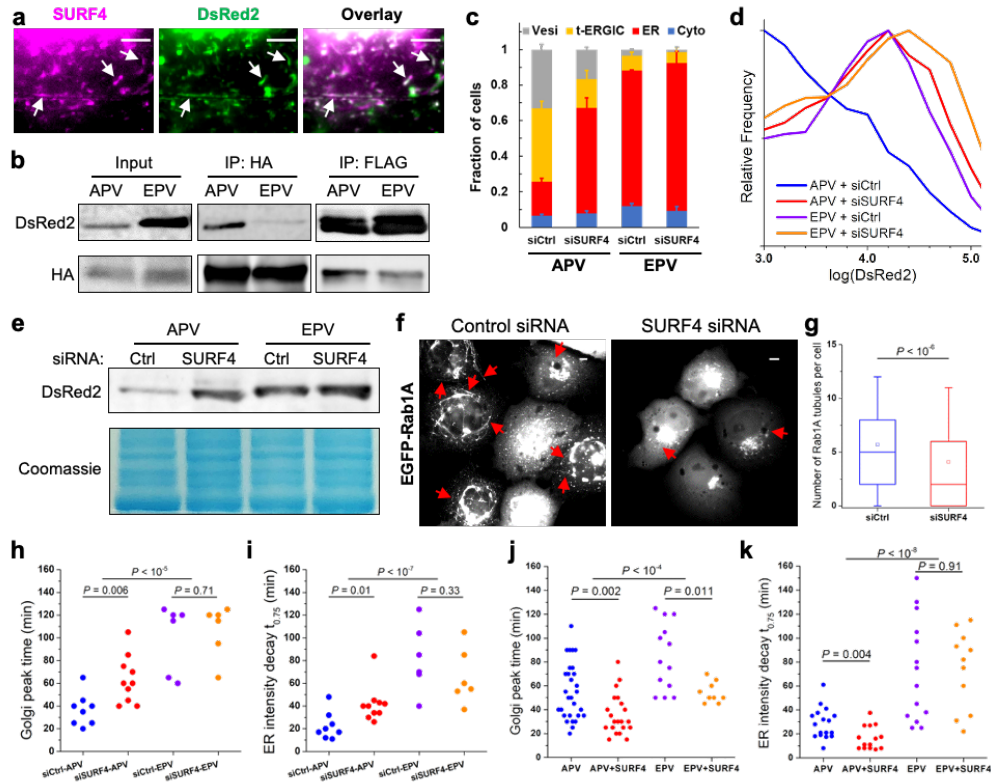 a
SURF4
DsRed2
Overlay
b
Input
IP: HA
IP: FLAG
APV EPV APV EPV APV EPV
DsRed2
HA
c
Vesi t-ERGIC ER Cyto
Fraction of cells
1
0.8
0.6
0.4
0.2
0
siCtrl siSURF4 siCtrl siSURF4
APV EPV
d
Relative Frequency
APV + siCtrl
APV + siSURF4
EPV + siCtrl
EPV + siSURF4
3.0 4.0 5.0
log(DsRed2)
e
APV EPV
siRNA: Ctrl SURF4 Ctrl SURF4
DsRed2
Coomassie
f
Control siRNA
SURF4 siRNA
EGFP-Rab1A
g
Number of Rab1A tubules per cell
P < 10-6
15
10
5
0
siCtrl siSURF4
h
Golgi peak time (min)
P < 10-5
P = 0.006
P = 0.71
160
140
120
100
80
60
40
20
0
siCtrl-APV siSURF4-APV siCtrl-EPV siSURF4-EPV
i
ER intensity decay t0.75 (min)
P < 10-7
P = 0.01
P = 0.33
160
140
120
100
80
60
40
20
0
siCtrl-APV siSURF4-APV siCtrl-EPV siSURF4-EPV
j
Golgi peak time (min)
P < 10-4
P = 0.002
P = 0.011
160
140
120
100
80
60
40
20
0
APV APV+SURF4 EPV EPV+SURF4
k
ER intensity decay t0.75 (min)
P < 10-8
P = 0.91
P = 0.004
160
140
120
100
80
60
40
20
0
APV APV+SURF4 EPV EPV+SURF4